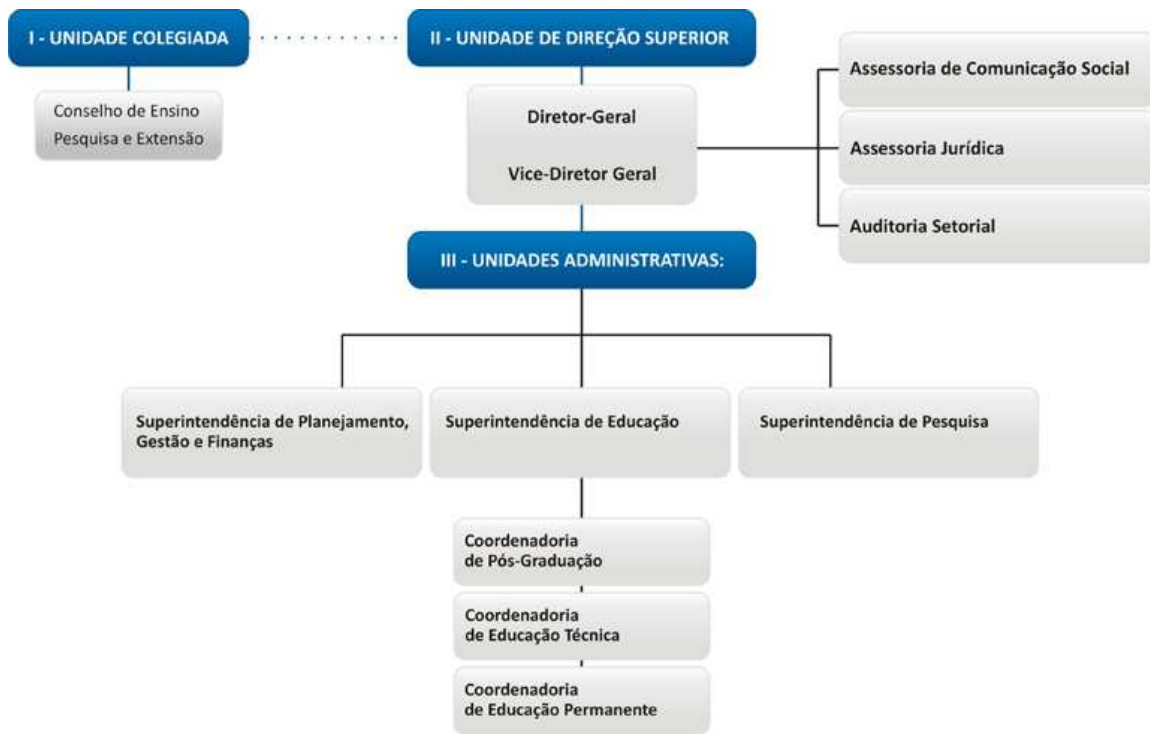 I - UNIDADE COLEGIADA
Conselho de Ensino
Pesquisa e Extensão
II - UNIDADE DE DIREÇÃO SUPERIOR
Diretor-Geral
Vice-Diretor Geral
Assessoria de Comunicação Social
Assessoria Jurídica
Auditoria Setorial
III - UNIDADES ADMINISTRATIVAS:
Superintendência de Planejamento,
Gestão e Finanças
Superintendência de Educação
Superintendência de Pesquisa
Coordenadoria
de Pós-Graduação
Coordenadoria
de Educação Técnica
Coordenadoria
de Educação Permanente